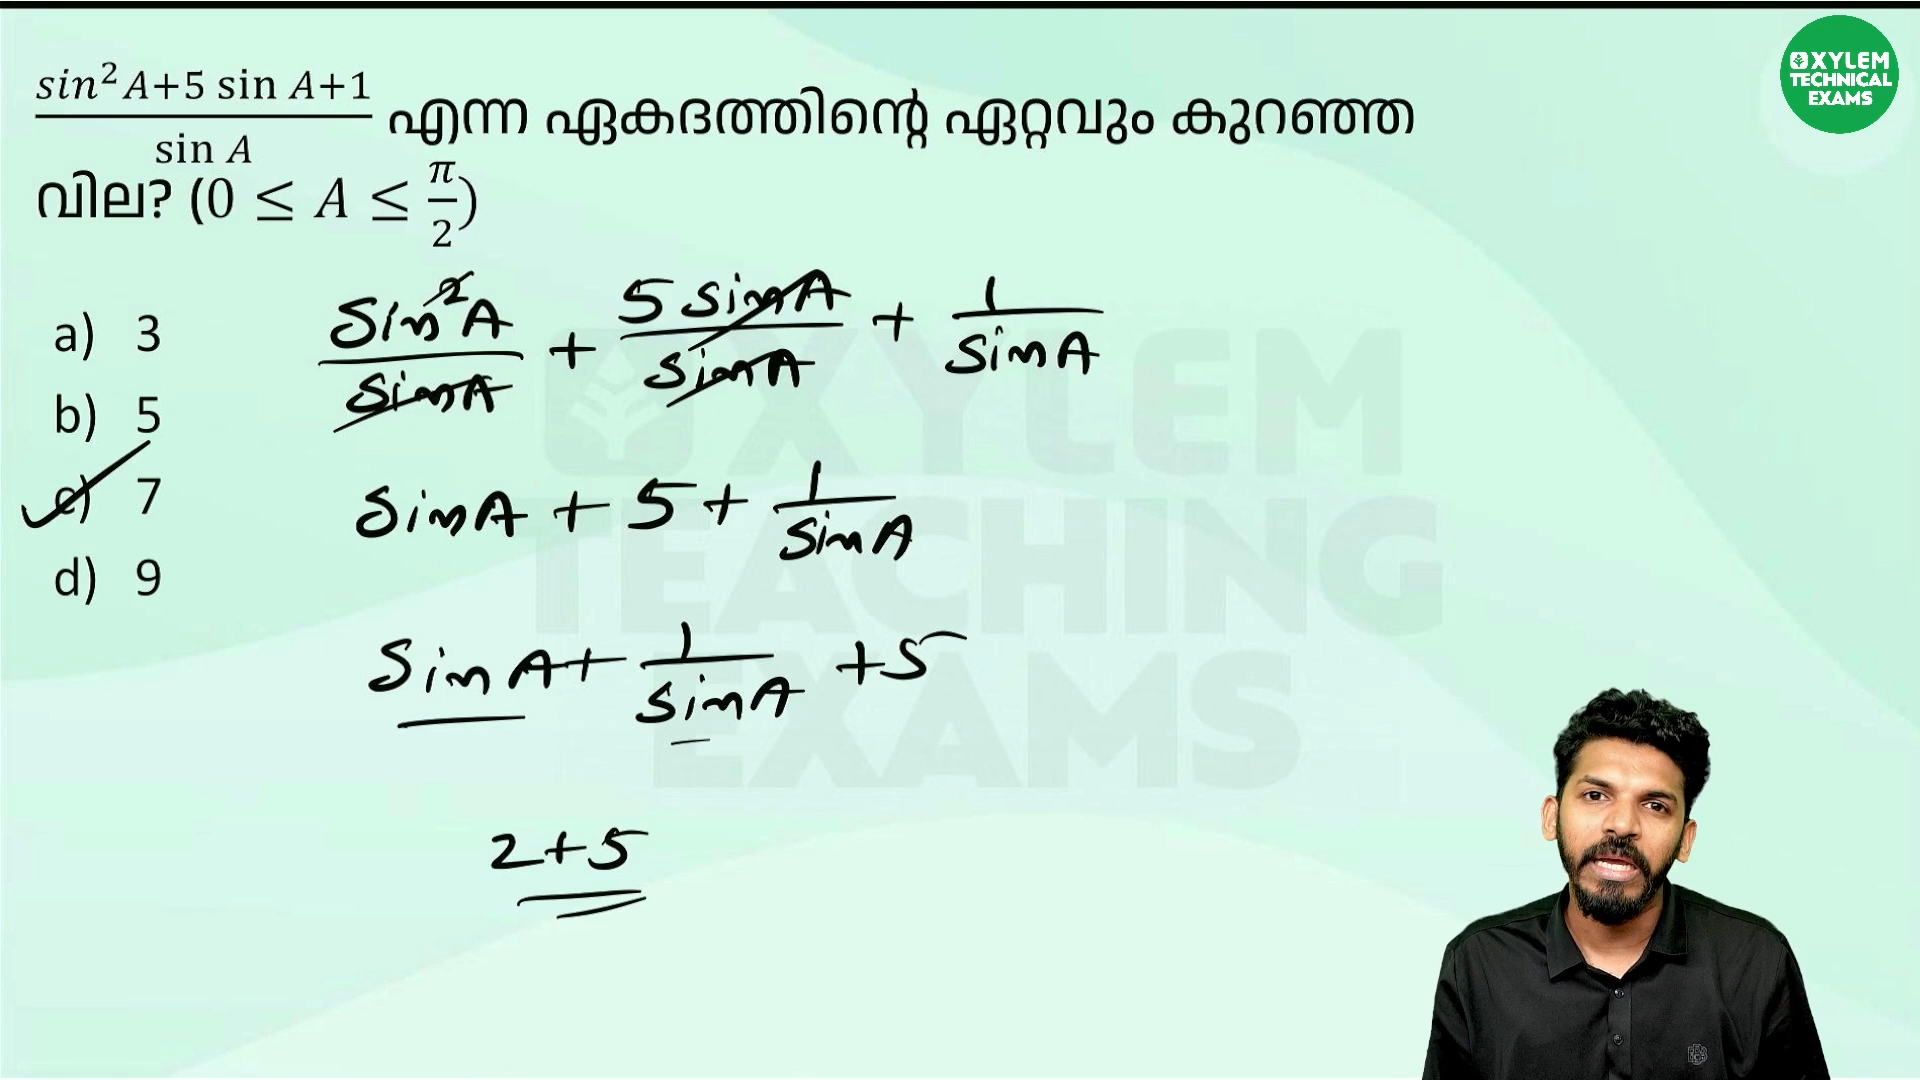 XYLEM
TECHNICAL
EXAMS
sin²A+5 sin A+1
sin A
എന്ന ഏകദത്തിന്റെ ഏറ്റവും കുറഞ്ഞ
വില? (0 ≤ A ≤ π/2)
a) 3
b) 5
c) 7
d) 9
Sin²A/SinA + 5 SinA/SinA + 1/SinA
SinA + 5 + 1/SinA
SinA + 1/SinA + 5
2+5
XYLEM
TEACHING
EXAMS